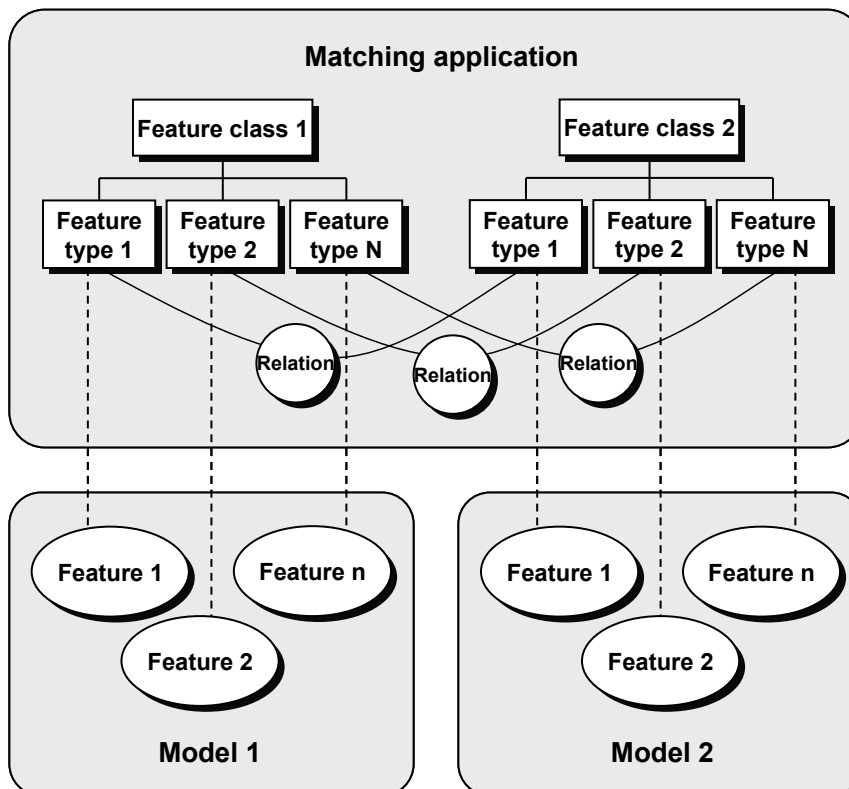 Matching application
Feature class 1
Feature class 2
Feature type 1
Feature type 2
Feature type N
Feature type 1
Feature type 2
Feature type N
Relation
Relation
Relation
Feature 1
Feature n
Feature 2
Model 1
Feature 1
Feature n
Feature 2
Model 2